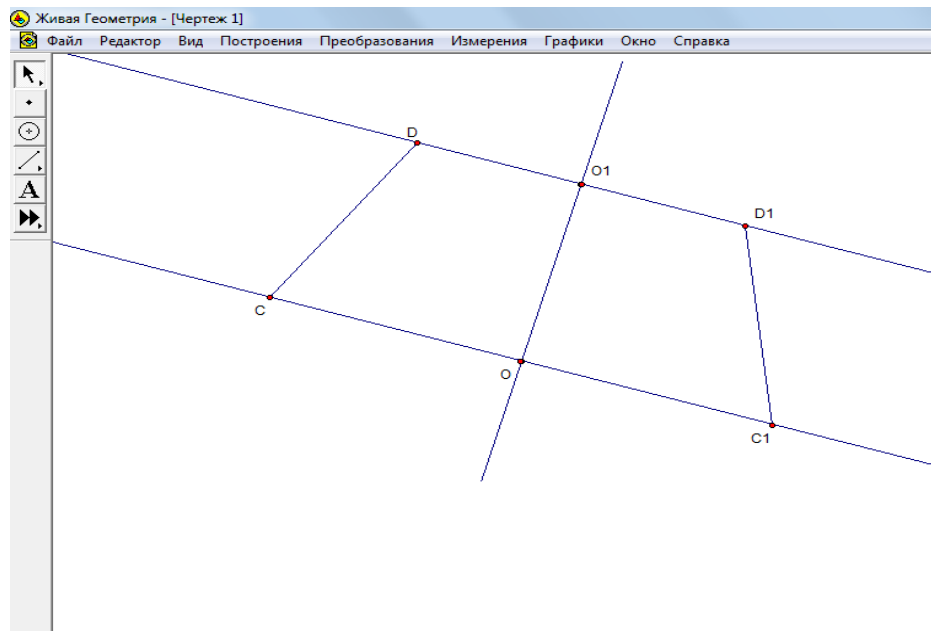 Живая Геометрия - [Чертеж 1]
Файл Редактор Вид Построения Преобразования Измерения Графики Окно Справка
A
D
O1
D1
C
O
C1